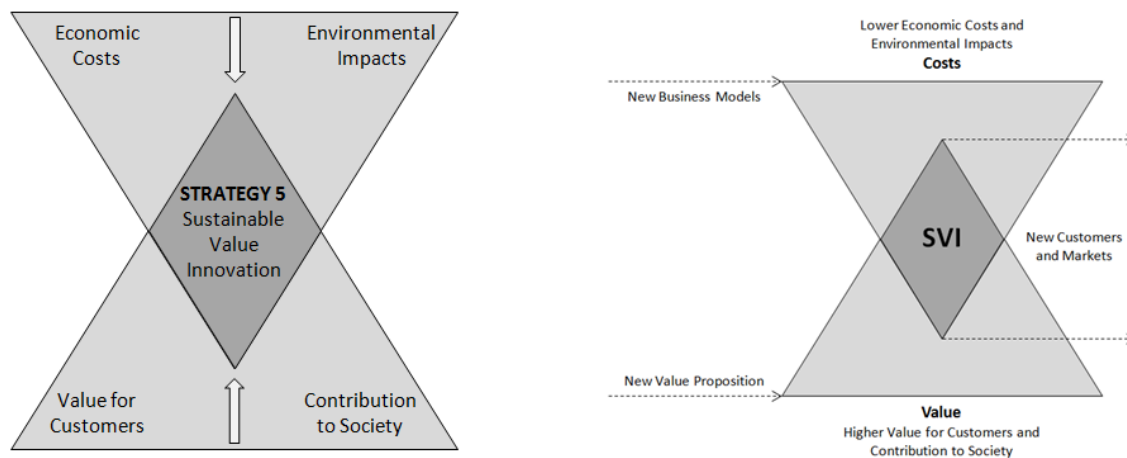 Economic
Costs
Environmental
Impacts
STRATEGY 5
Sustainable
Value
Innovation
Value for
Customers
Contribution
to Society
Lower Economic Costs and
Environmental Impacts
Costs
New Business Models
SVI
New Customers
and Markets
New Value Proposition
Value
Higher Value for Customers and
Contribution to Society